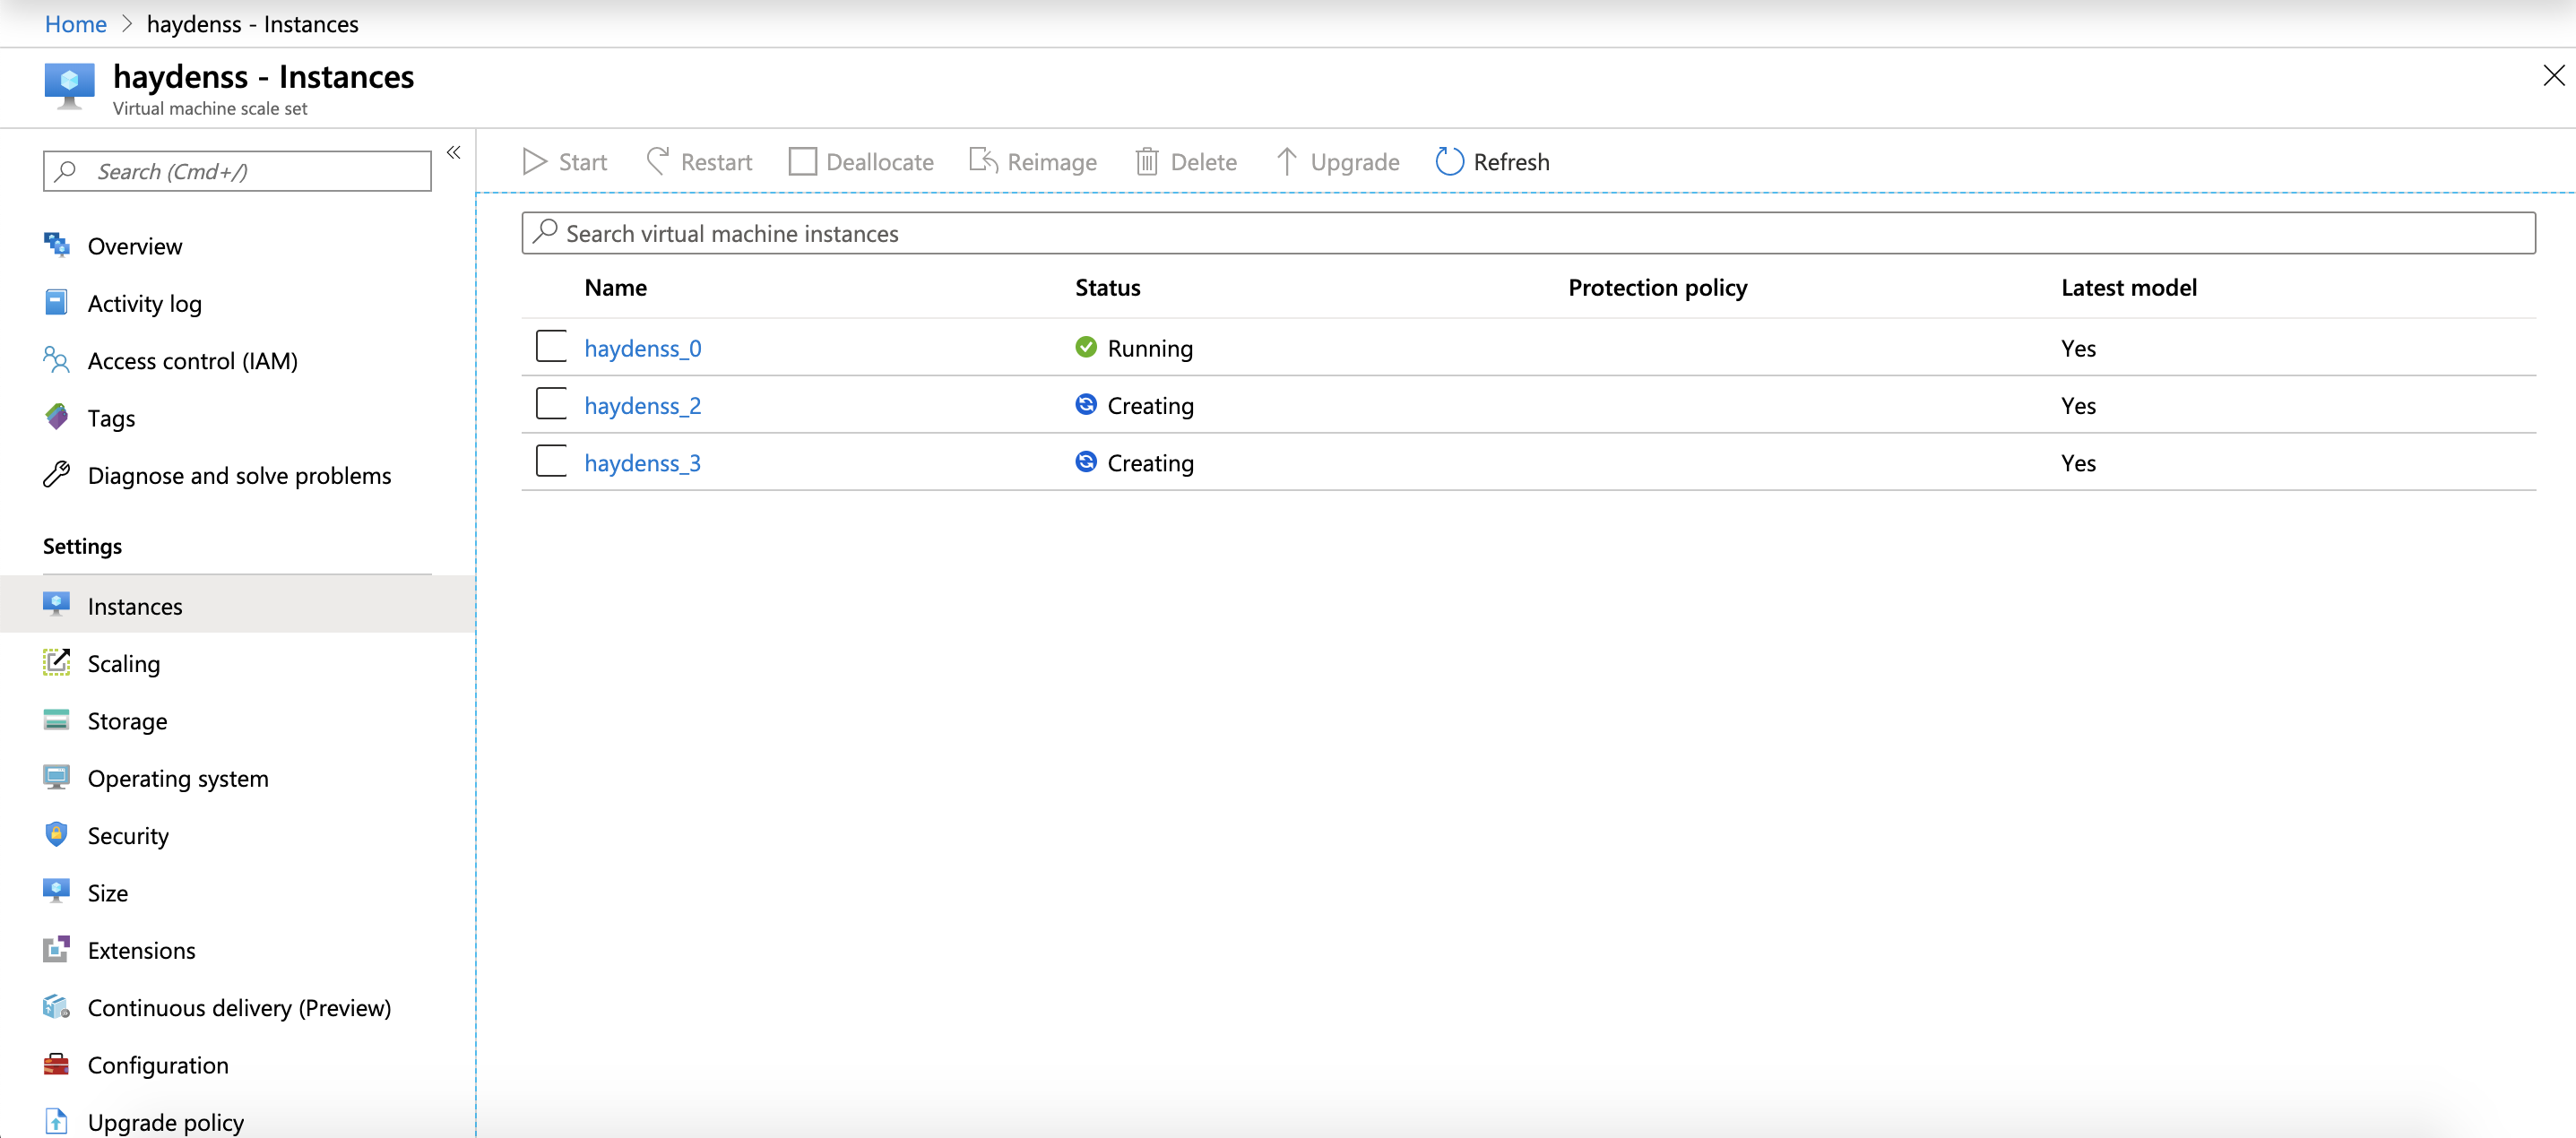 Home > haydenss - Instances
haydenss - Instances
Virtual machine scale set
Search (Cmd+/)
«
Overview
Activity log
Access control (IAM)
Tags
Diagnose and solve problems
Settings
Instances
Scaling
Storage
Operating system
Security
Size
Extensions
Continuous delivery (Preview)
Configuration
Upgrade policy
Start Restart Deallocate Reimage Delete Upgrade Refresh
Search virtual machine instances
Name Status Protection policy Latest model
haydenss_0 Running Yes
haydenss_2 Creating Yes
haydenss_3 Creating Yes